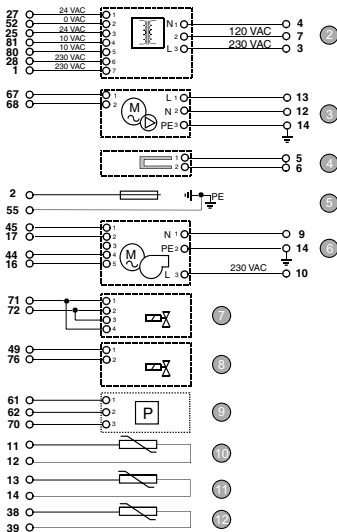 27 24 VAC 1 N 1 4
52 0 VAC 2 120 VAC 2 7 2
25 24 VAC 3 230 VAC L 3 3
81 10 VAC 4
80 10 VAC 5
28 230 VAC 6
1 230 VAC 7
67 1 M L 1 13
68 2 N 2 12 3
PE 3 14
1 5 4
2 6
2 PE 5
55
45 1 N 1 9
17 2 PE 2 14 6
3 M
44 4 L 3 230 VAC 10
16 5
71 1
72 2 7
3
4
49 1
76 2 8
61 1
62 2 P 9
70 3
11 10
12
13 11
14
38 12
39